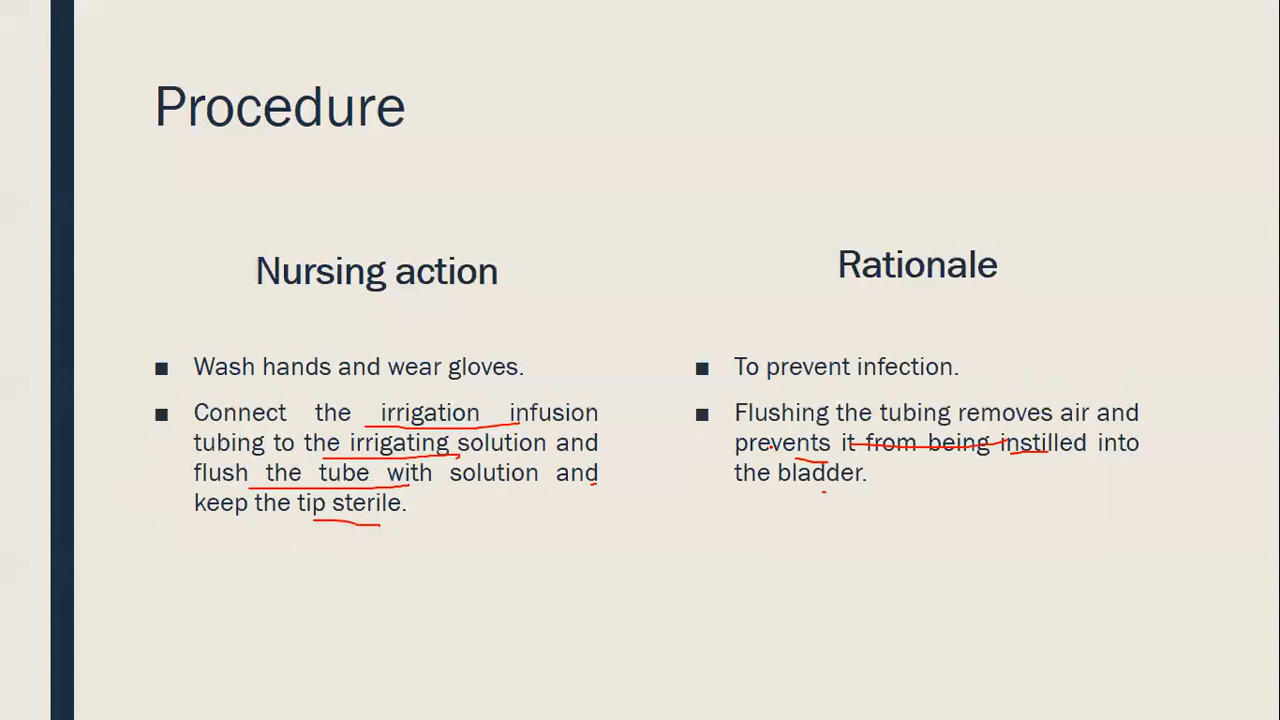 Procedure
Nursing action
■ Wash hands and wear gloves.
■ Connect the irrigation infusion
tubing to the irrigating solution and
flush the tube with solution and
keep the tip sterile.
Rationale
■ To prevent infection.
■ Flushing the tubing removes air and
prevents it from being instilled into
the bladder.